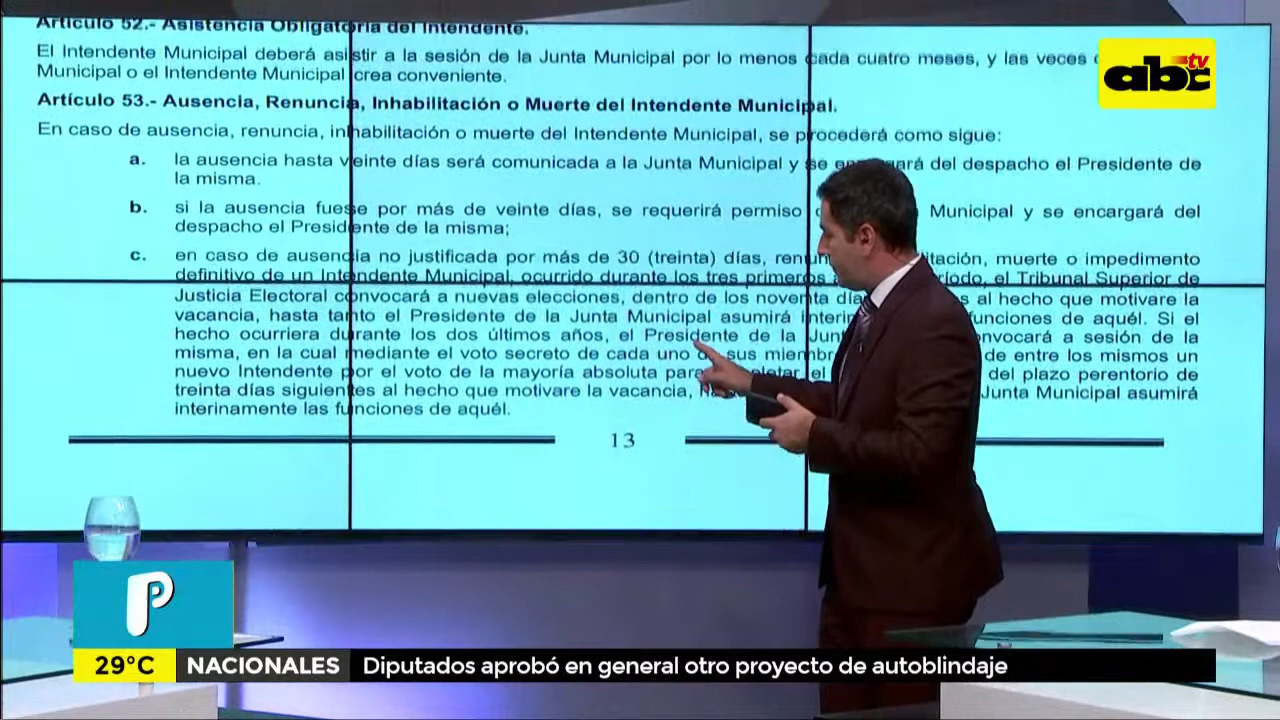 Artículo 52.- Asistencia Obligatoria del Intendente.
El Intendente Municipal deberá asistir a la sesión de la Junta Municipal por lo menos cada cuatro meses, y las veces
Municipal o el Intendente Municipal crea conveniente.
Artículo 53.- Ausencia, Renuncia, Inhabilitación o Muerte del Intendente Municipal.
En caso de ausencia, renuncia, inhabilitación o muerte del Intendente Municipal, se procederá como sigue:
a. la ausencia hasta veinte días será comunicada a la Junta Municipal y se del despacho el Presidente de
la misma.
b. si la ausencia fuese por más de veinte días, se requerirá permiso Municipal y se encargará del
despacho el Presidente de la misma;
c. en caso de ausencia no justificada por más de 30 (treinta) días, muerte o impedimento
definitivo de un Intendente Municipal, ocurrido durante los tres primeros el Tribunal Superior de
Justicia Electoral convocará a nuevas elecciones, dentro de los noventa al hecho que motivare la
vacancia, hasta tanto el Presidente de la Junta Municipal asumirá funciones de aquél. Si el
hecho ocurriera durante los dos últimos años, el Presidente de la a sesión de la
misma, en la cual mediante el voto secreto de cada uno sus de entre los mismos un
nuevo Intendente por el voto de la mayoría absoluta para el del plazo perentorio de
treinta días siguientes al hecho que motivare la vacancia, Junta Municipal asumirá
interinamente las funciones de aquél.
13
abc tv
P
29°C NACIONALES Diputados aprobó en general otro proyecto de autoblindaje